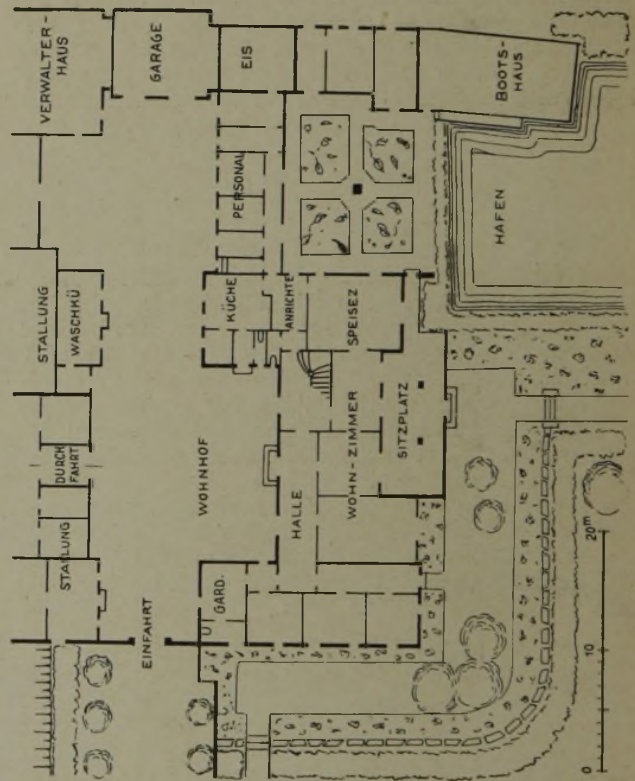 VERWALTER-
HAUS
STALLUNG
STALLUNG
DURCH
FAHRT
WASCHKÜ
GARAGE
EINFAHRT
WOHNHOF
GARD.
KÜCHE
PERSONAL
EIS
HALLE
ANRICHTE
WOHN-ZIMMER
SPEISEZ
SITZPLATZ
HAFEN
BOOTS-
HAUS
0 10 20m